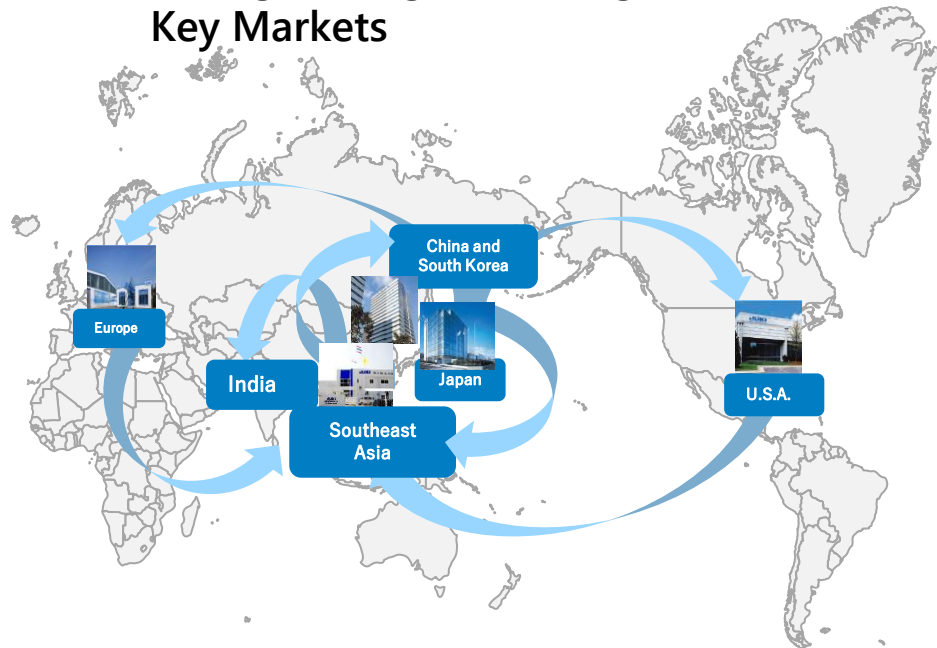 Key Markets
China and
South Korea
Europe
India
Japan
U.S.A.
Southeast
Asia